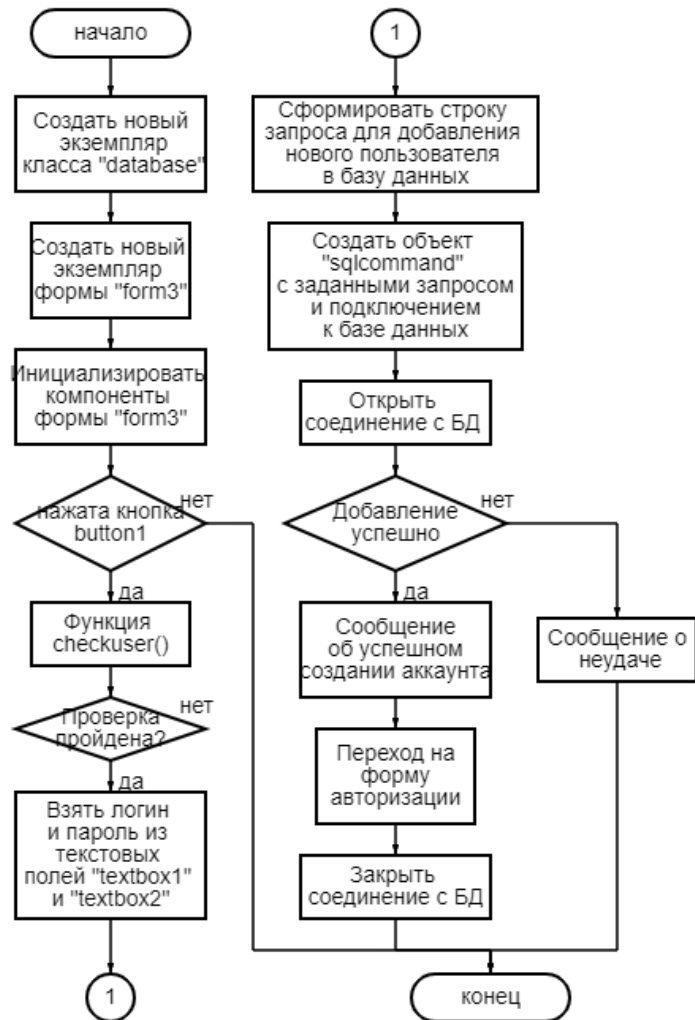 начало
Создать новый
экземпляр
класса "database"
Создать новый
экземпляр
формы "form3"
Инициализировать
компоненты
формы "form3"
нажата кнопка
button1
нет
да
Функция
checkuser()
Проверка
пройдена?
нет
да
Взять логин
и пароль из
текстовых
полей "textbox1"
и "textbox2"
1
1
Сформировать строку
запроса для добавления
нового пользователя
в базу данных
Создать объект
"sqlcommand"
с заданными запросом
и подключением
к базе данных
Открыть
соединение с БД
Добавление
успешно
нет
да
Сообщение
об успешном
создании аккаунта
Сообщение о
неудаче
Переход на
форму
авторизации
Закрыть
соединение с БД
конец